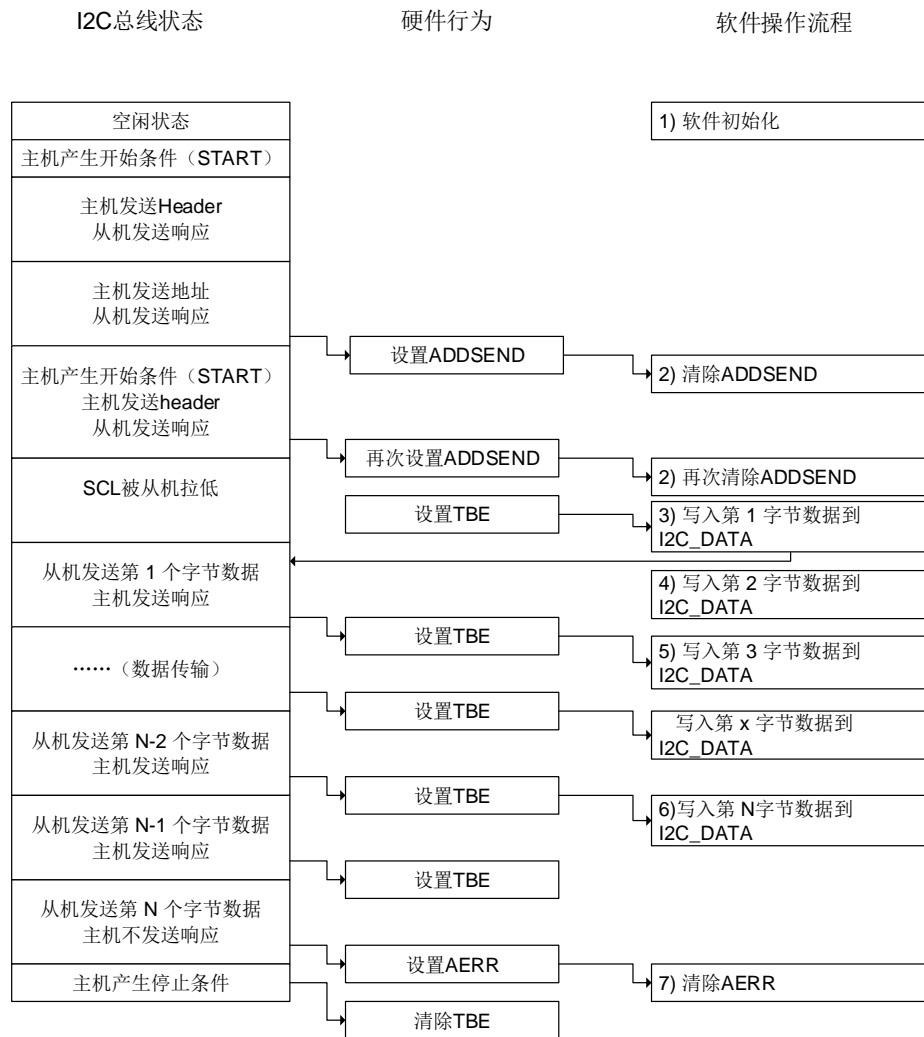 I2C总线状态
硬件行为
软件操作流程
空闲状态
1) 软件初始化
主机产生开始条件（START）
主机发送Header
从机发送响应
主机发送地址
从机发送响应
设置ADDSEND
2) 清除ADDSEND
主机产生开始条件（START）
主机发送header
从机发送响应
再次设置ADDSEND
2) 再次清除ADDSEND
SCL被从机拉低
设置TBE
3) 写入第 1 字节数据到
I2C_DATA
从机发送第 1 个字节数据
主机发送响应
4) 写入第 2 字节数据到
I2C_DATA
设置TBE
5) 写入第 3 字节数据到
I2C_DATA
……（数据传输）
设置TBE
写入第 x 字节数据到
I2C_DATA
从机发送第 N-2 个字节数据
主机发送响应
设置TBE
6)写入第 N字节数据到
I2C_DATA
从机发送第 N-1 个字节数据
主机发送响应
设置TBE
从机发送第 N 个字节数据
主机不发送响应
设置AERR
7) 清除AERR
主机产生停止条件
清除TBE